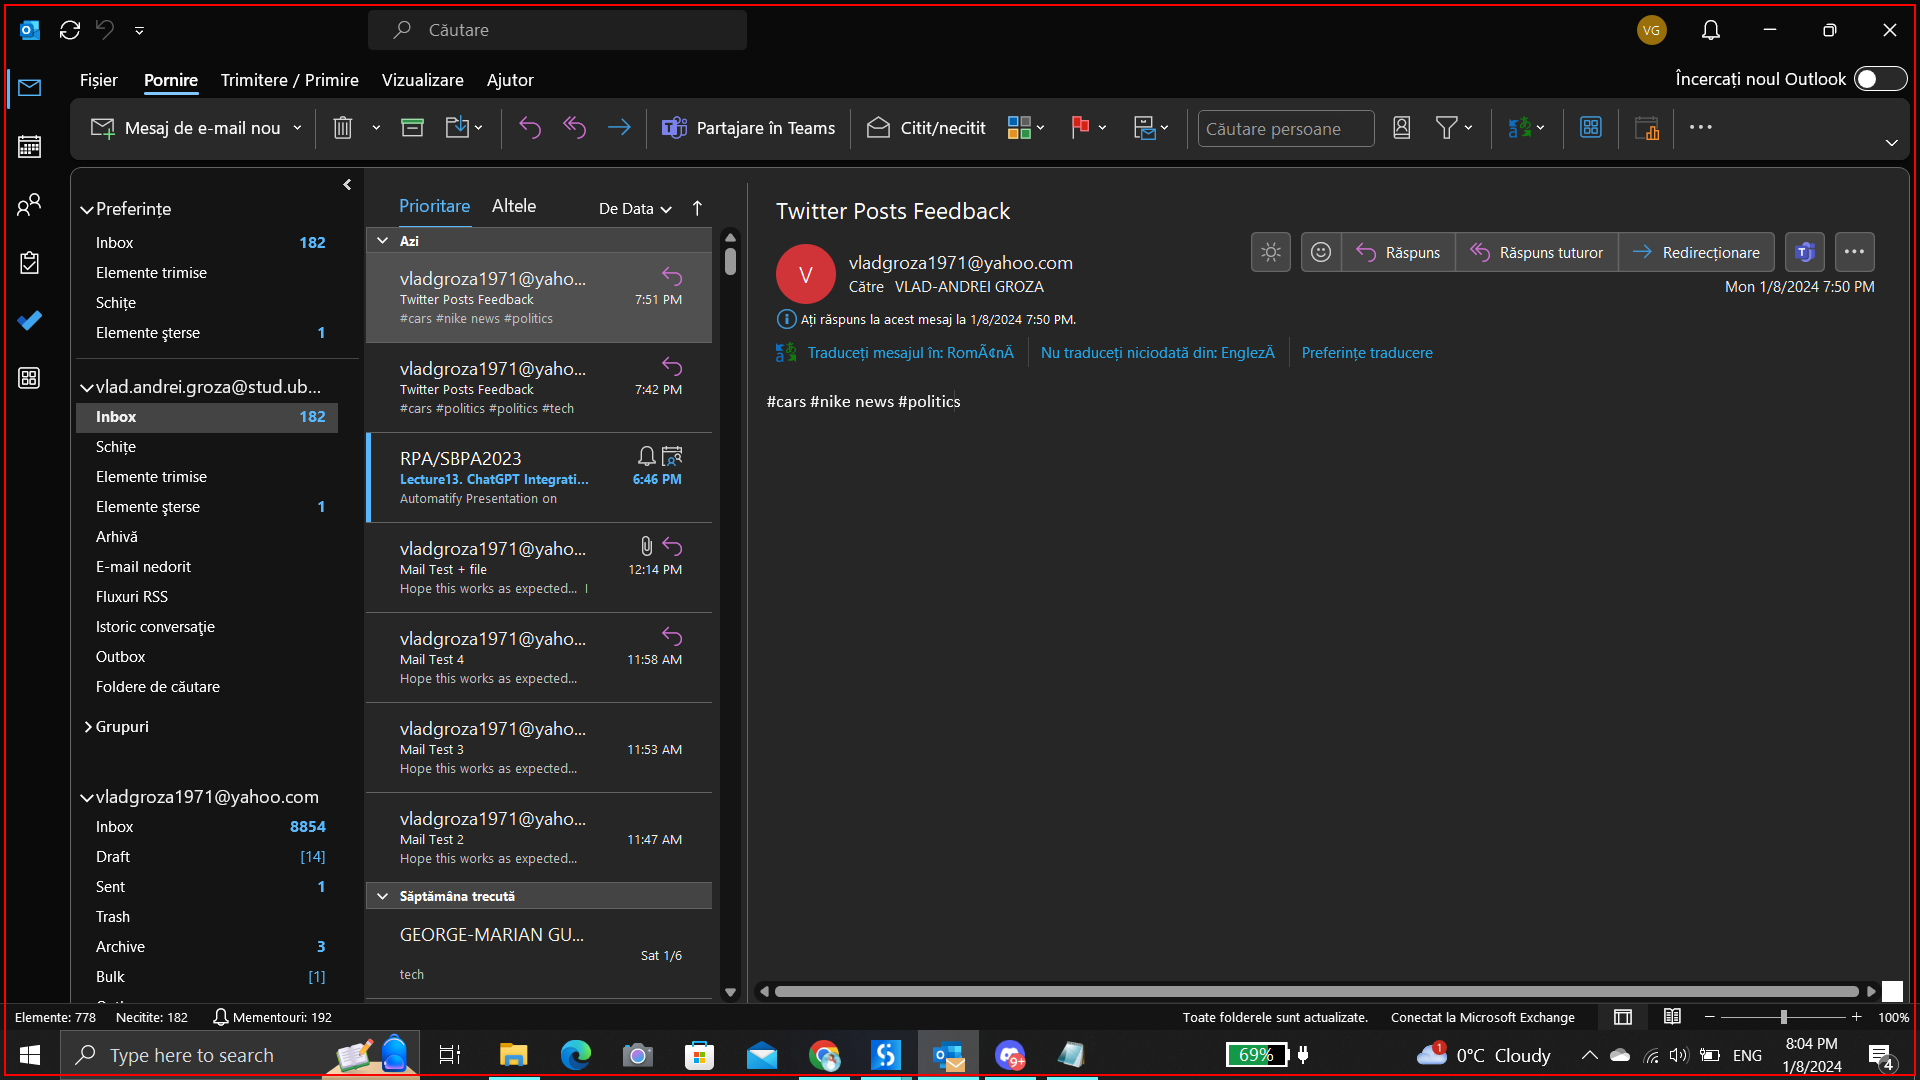 Căutare
VG
Fișier Pornire Trimitere / Primire Vizualizare Ajutor
Încercați noul Outlook
Mesaj de e-mail nou
Partajare în Teams
Citit/necitit
Căutare persoane
Preferințe
Inbox 182
Elemente trimise
Schițe
Elemente şterse 1
vlad.andrei.groza@stud.ub...
Inbox 182
Schițe
Elemente trimise
Elemente şterse 1
Arhivă
E-mail nedorit
Fluxuri RSS
Istoric conversaţie
Outbox
Foldere de căutare
Grupuri
vladgroza1971@yahoo.com
Inbox 8854
Draft [14]
Sent 1
Trash
Archive 3
Bulk [1]
Prioritare Altele De Data
Azi
vladgroza1971@yaho...
Twitter Posts Feedback 7:51 PM
#cars #nike news #politics
vladgroza1971@yaho...
Twitter Posts Feedback 7:42 PM
#cars #politics #politics #tech
RPA/SBPA2023
Lecture13. ChatGPT Integrati... 6:46 PM
Automatify Presentation on
vladgroza1971@yaho...
Mail Test + file 12:14 PM
Hope this works as expected...
vladgroza1971@yaho...
Mail Test 4 11:58 AM
Hope this works as expected...
vladgroza1971@yaho...
Mail Test 3 11:53 AM
Hope this works as expected...
vladgroza1971@yaho...
Mail Test 2 11:47 AM
Hope this works as expected...
Săptămâna trecută
GEORGE-MARIAN GU...
Sat 1/6
tech
Twitter Posts Feedback
V
vladgroza1971@yahoo.com
Către VLAD-ANDREI GROZA
Răspuns Răspuns tuturor Redirecționare
Mon 1/8/2024 7:50 PM
Ați răspuns la acest mesaj la 1/8/2024 7:50 PM.
Traduceți mesajul în: RomÃ¢nÄ Nu traduceți niciodată din: EnglezÄ Preferințe traducere
#cars #nike news #politics
Elemente: 778 Necitite: 182 Mementouri: 192
Toate folderele sunt actualizate. Conectat la Microsoft Exchange 100%
Type here to search
9+
69%
1
0°C Cloudy
ENG
8:04 PM
1/8/2024
4